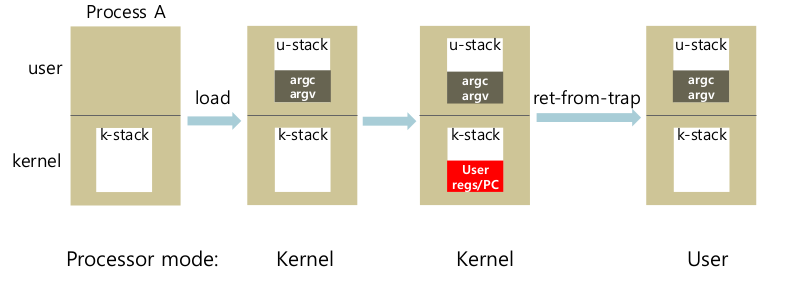 Process A
user
kernel
k-stack
load
u-stack
argc
argv
k-stack
u-stack
argc
argv
k-stack
User
regs/PC
ret-from-trap
u-stack
argc
argv
k-stack
Processor mode: Kernel Kernel User